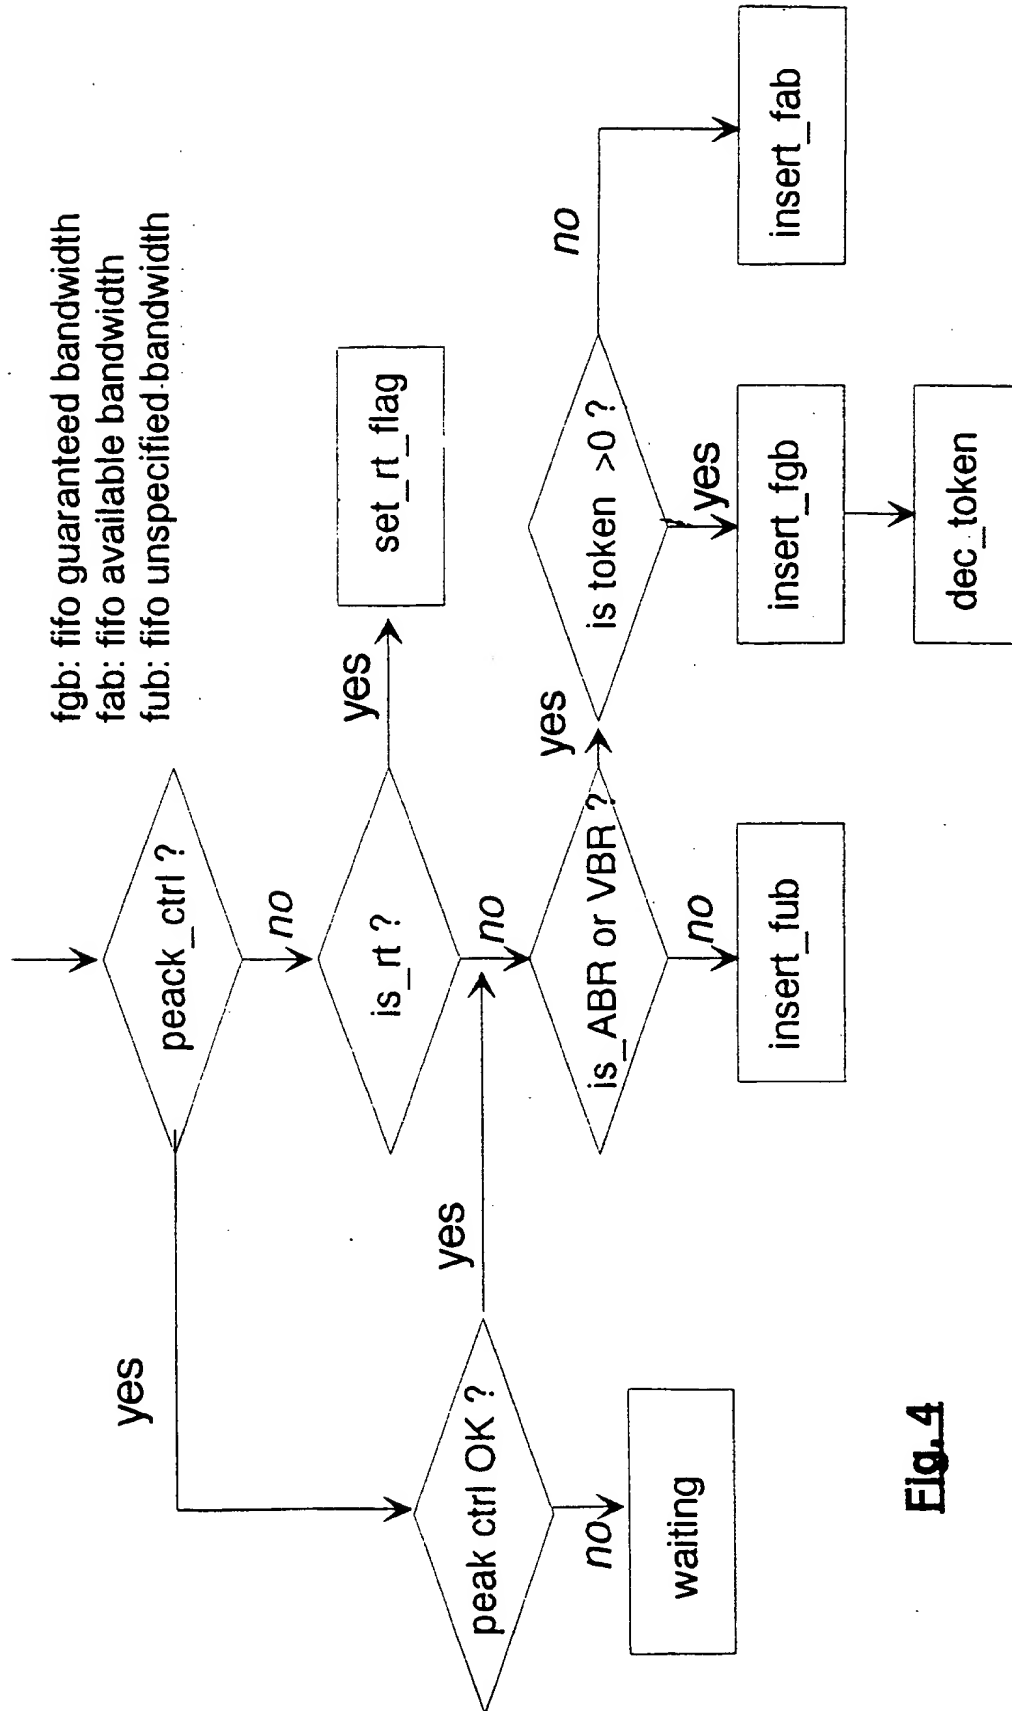 fgb: fifo guaranteed bandwidth
fab: fifo available bandwidth
fub: fifo unspecified-bandwidth
peack_ctrl ?
yes
no
is_rt ?
yes
set_rt_flag
no
peak ctrl OK ?
yes
no
waiting
is_ABR or VBR ?
yes
no
insert_fub
is token >0 ?
no
yes
insert_fgb
insert_fab
dec_token
Fig. 4